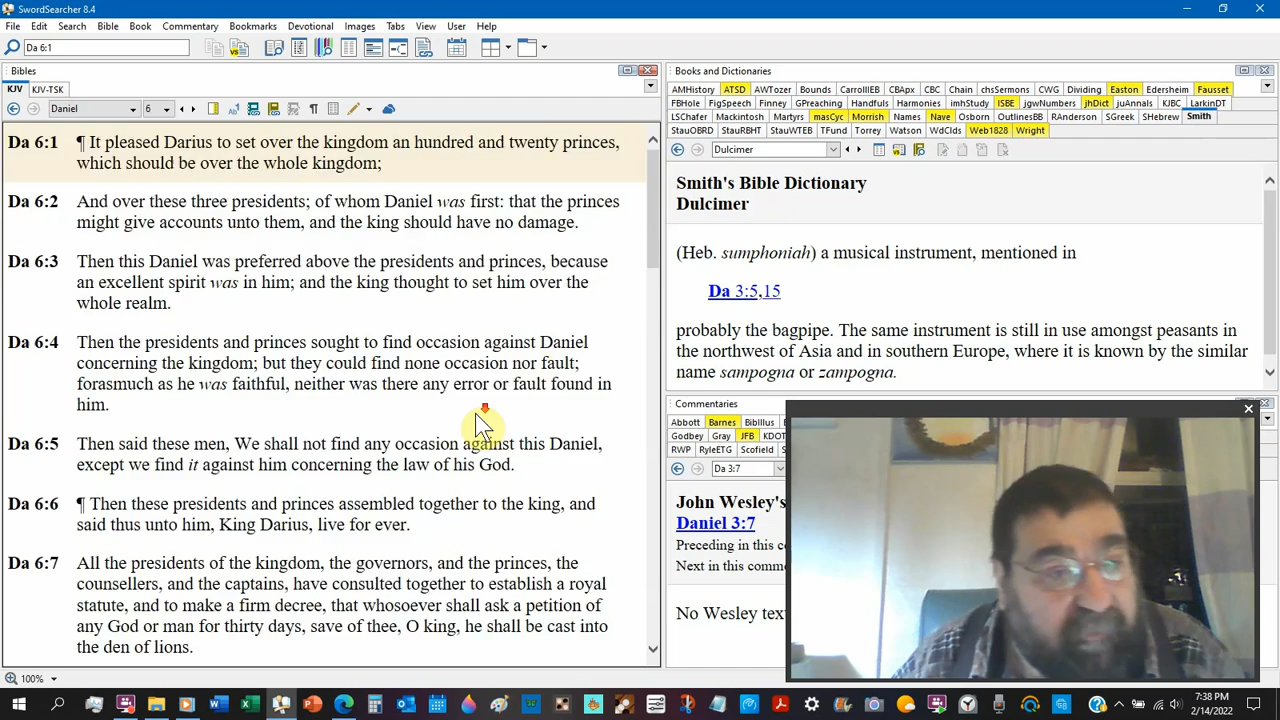 SwordSearcher 8.4
File Edit Search Bible Book Commentary Bookmarks Devotional Images Tabs View User Help
Da 6:1
Bibles
KJV KJV-TSK
Daniel 6
Da 6:1 ¶ It pleased Darius to set over the kingdom an hundred and twenty princes,
which should be over the whole kingdom;
Da 6:2 And over these three presidents; of whom Daniel was first: that the princes
might give accounts unto them, and the king should have no damage.
Da 6:3 Then this Daniel was preferred above the presidents and princes, because
an excellent spirit was in him; and the king thought to set him over the
whole realm.
Da 6:4 Then the presidents and princes sought to find occasion against Daniel
concerning the kingdom; but they could find none occasion nor fault;
forasmuch as he was faithful, neither was there any error or fault found in
him.
Da 6:5 Then said these men, We shall not find any occasion against this Daniel,
except we find it against him concerning the law of his God.
Da 6:6 ¶ Then these presidents and princes assembled together to the king, and
said thus unto him, King Darius, live for ever.
Da 6:7 All the presidents of the kingdom, the governors, and the princes, the
counsellers, and the captains, have consulted together to establish a royal
statute, and to make a firm decree, that whosoever shall ask a petition of
any God or man for thirty days, save of thee, O king, he shall be cast into
the den of lions.
100%
Books and Dictionaries
AMHistory ATSD AWTozer Bounds CarrollIEB CBC Chain chsSermons CWG Dividing Easton Edersheim Fausset
FBHole FigSpeech Finney GPreaching Handfuls Harmonies imhStudy ISBE jgwNumbers jhDict juAnnals KJBC LarkinDT
LSChafer Mackintosh Martyrs masCyc Morrish Names Nave Osborn OutlinesBB RAnderson SGreek SHebrew Smith
StauOBRD StauRBHT StauWTEB TFund Torrey Watson WdClds Web1828 Wright
Dulcimer
Smith's Bible Dictionary
Dulcimer
(Heb. sumphoniah) a musical instrument, mentioned in
Da 3:5,15
probably the bagpipe. The same instrument is still in use amongst peasants in
the northwest of Asia and in southern Europe, where it is known by the similar
name sampogna or zampogna.
Commentaries
Abbott Barnes BibIllus
Godbey Gray JFB KDOT
RWP RyleETG Scofield
Da 3:7
John Wesley's
Daniel 3:7
Preceding in this co
Next in this comme
No Wesley tex
7:38 PM
2/14/2022